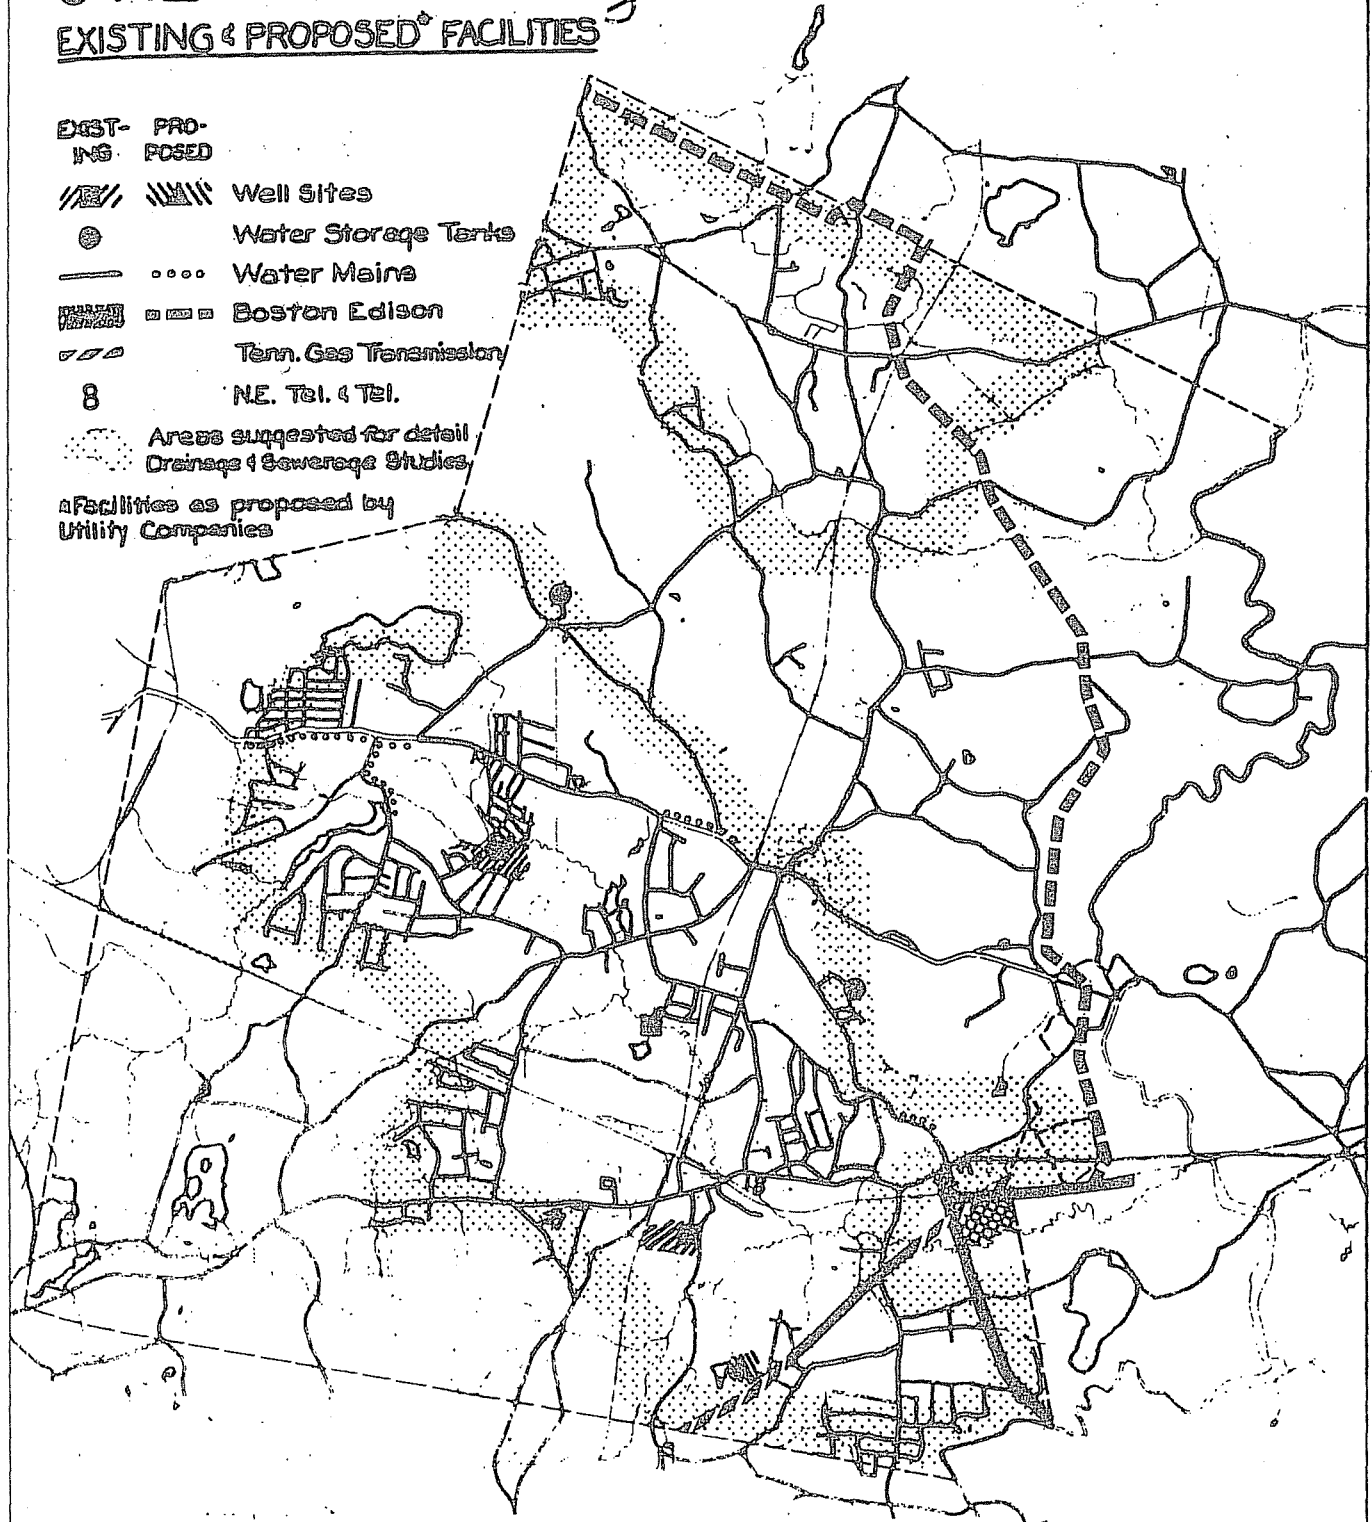 EXISTING & PROPOSED FACILITIES
EXIST- PRO-
ING POSED
Well Sites
Water Storage Tanks
Water Mains
Boston Edison
Tenn. Gas Transmission
8 N.E. Tel. & Tel.
Areas suggested for detail
Drainage & Sewerage Studies
Facilities as proposed by
Utility Companies